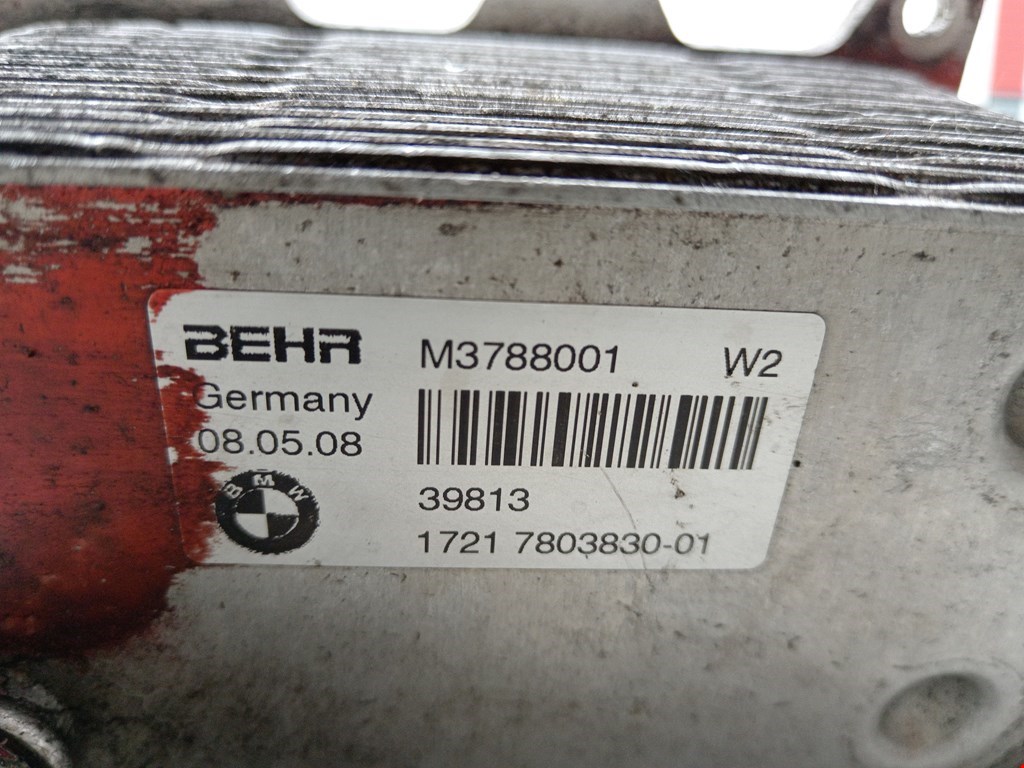 BEHR M3788001 W2
Germany
08.05.08
BMW
39813
1721 7803830-01